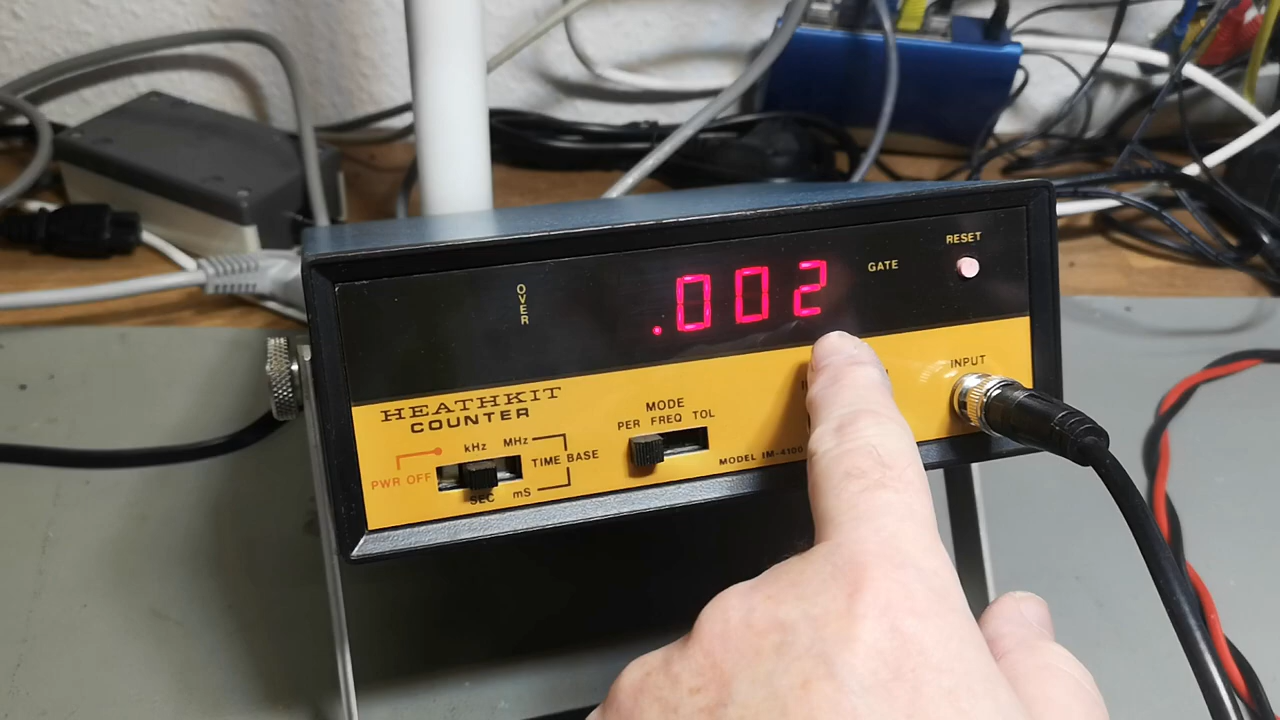 RESET
OVER
.002
GATE
INPUT
HEATHKIT
COUNTER
MODE
PER FREQ TOL
kHz MHz
TIME BASE
PWR OFF
SEC mS
MODEL IM-4100